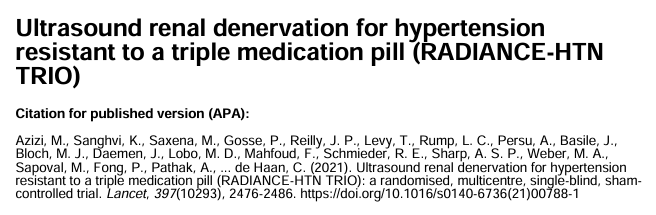 Ultrasound renal denervation for hypertension
resistant to a triple medication pill (RADIANCE-HTN
TRIO)
Citation for published version (APA):
Azizi, M., Sanghvi, K., Saxena, M., Gosse, P., Reilly, J. P., Levy, T., Rump, L. C., Persu, A., Basile, J.,
Bloch, M. J., Daemen, J., Lobo, M. D., Mahfoud, F., Schmieder, R. E., Sharp, A. S. P., Weber, M. A.,
Sapoval, M., Fong, P., Pathak, A., ... de Haan, C. (2021). Ultrasound renal denervation for hypertension
resistant to a triple medication pill (RADIANCE-HTN TRIO): a randomised, multicentre, single-blind, sham-
controlled trial. Lancet, 397(10293), 2476-2486. https://doi.org/10.1016/s0140-6736(21)00788-1